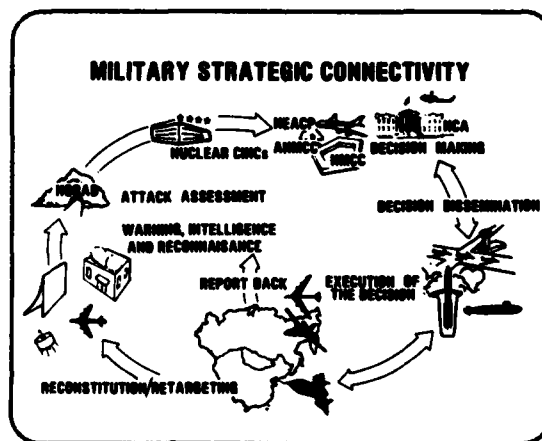 MILITARY STRATEGIC CONNECTIVITY
NEACP
NCA
ANMCC
NUCLEAR CINCs
NMCC
DECISION MAKING
NORAD
ATTACK ASSESSMENT
DECISION DISSEMINATION
WARNING, INTELLIGENCE
AND RECONNAISANCE
REPORT BACK
EXECUTION OF
THE DECISION
RECONSTITUTION/RETARGETING